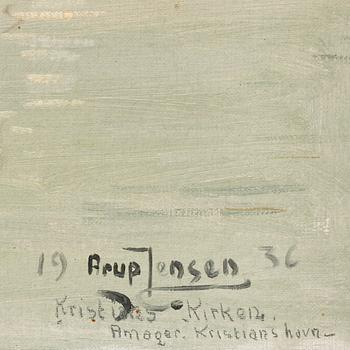 19 Arup Jensen 36
Kirken.
Amager. Kristianshavn